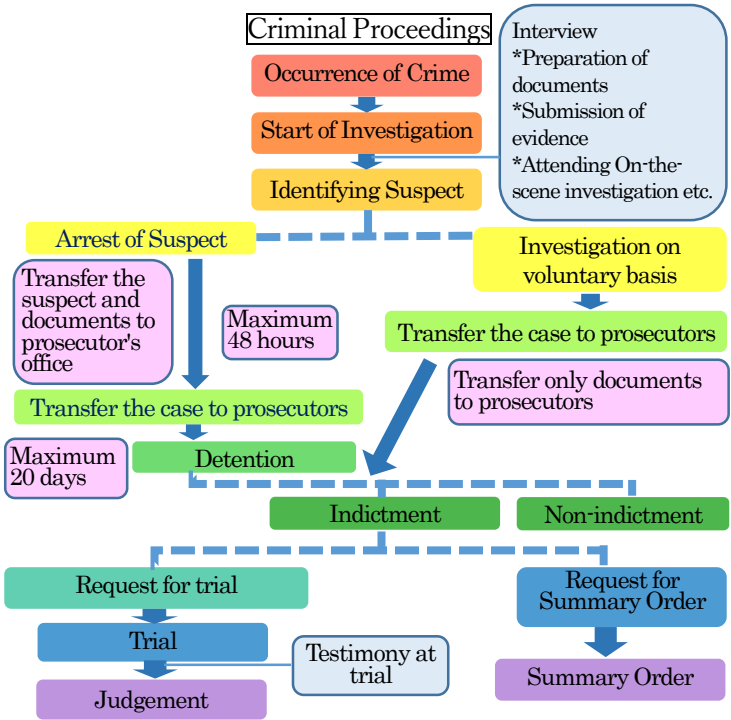 Criminal Proceedings
Occurrence of Crime
Start of Investigation
Identifying Suspect
Interview
*Preparation of
documents
*Submission of
evidence
*Attending On-the-
scene investigation etc.
Arrest of Suspect
Investigation on
voluntary basis
Transfer the
suspect and
documents to
prosecutor's
office
Maximum
48 hours
Transfer the case to prosecutors
Transfer only documents
to prosecutors
Transfer the case to prosecutors
Maximum
20 days
Detention
Indictment
Non-indictment
Request for trial
Request for
Summary Order
Trial
Testimony at
trial
Summary Order
Judgement